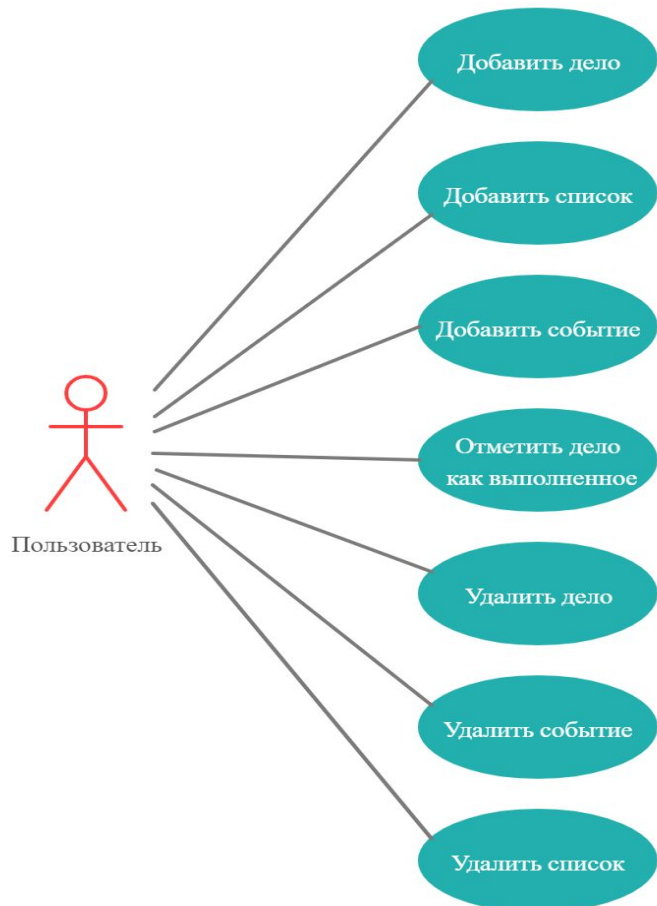 Добавить дело
Добавить список
Добавить событие
Отметить дело
как выполненное
Пользователь
Удалить дело
Удалить событие
Удалить список